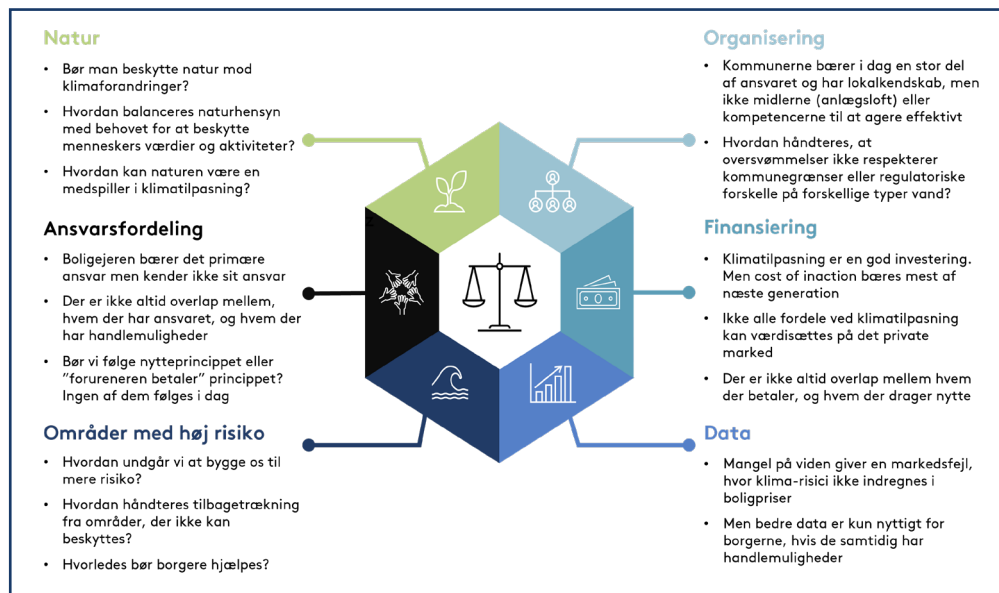 Natur
• Bør man beskytte natur mod
klimaforandringer?
• Hvordan balanceres naturhensyn
med behovet for at beskytte
menneskers værdier og aktiviteter?
• Hvordan kan naturen være en
medspiller i klimatilpasning?
Ansvarsfordeling
• Boligejeren bærer det primære
ansvar men kender ikke sit ansvar
• Der er ikke altid overlap mellem,
hvem der har ansvaret, og hvem der
har handlemuligheder
• Bør vi følge nytteprincippet eller
”forureneren betaler” princippet?
Ingen af dem følges i dag
Områder med høj risiko
• Hvordan undgår vi at bygge os til
mere risiko?
• Hvordan håndteres tilbagetrækning
fra områder, der ikke kan
beskyttes?
• Hvorledes bør borgere hjælpes?
z
Organisering
• Kommunerne bærer i dag en stor del
af ansvaret og har lokalkendskab, men
ikke midlerne (anlægsloft) eller
kompetencerne til at agere effektivt
• Hvordan håndteres, at
oversvømmelser ikke respekterer
kommunegrænser eller regulatoriske
forskelle på forskellige typer vand?
Finansiering
• Klimatilpasning er en god investering.
Men cost of inaction bæres mest af
næste generation
• Ikke alle fordele ved klimatilpasning
kan værdisættes på det private
marked
• Der er ikke altid overlap mellem hvem
der betaler, og hvem der drager nytte
Data
• Mangel på viden giver en markedsfejl,
hvor klima-risici ikke indregnes i
boligpriser
• Men bedre data er kun nyttigt for
borgerne, hvis de samtidig har
handlemuligheder